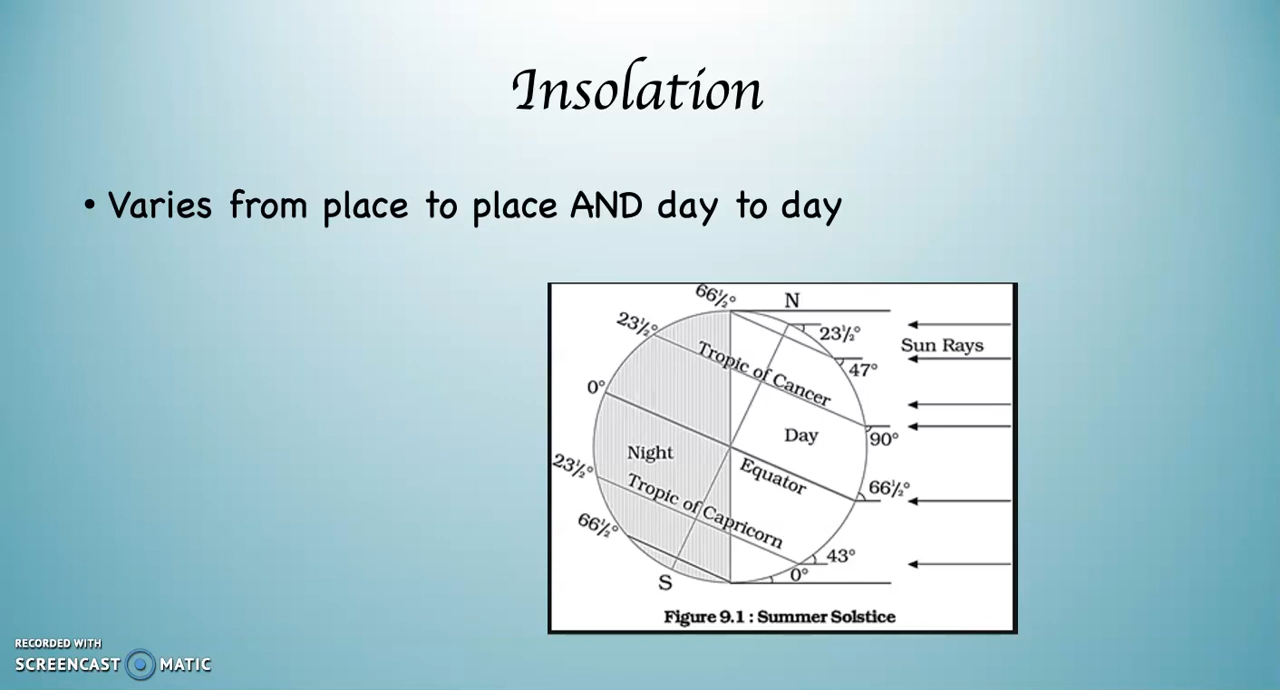 Insolation
• Varies from place to place AND day to day
66½°
N
23½°
23½°
Sun Rays
Tropic of Cancer
47°
0°
Day
90°
Night
23½°
Equator
66½°
Tropic of Capricorn
66½°
43°
0°
S
Figure 9.1 : Summer Solstice
RECORDED WITH
SCREENCAST MATIC